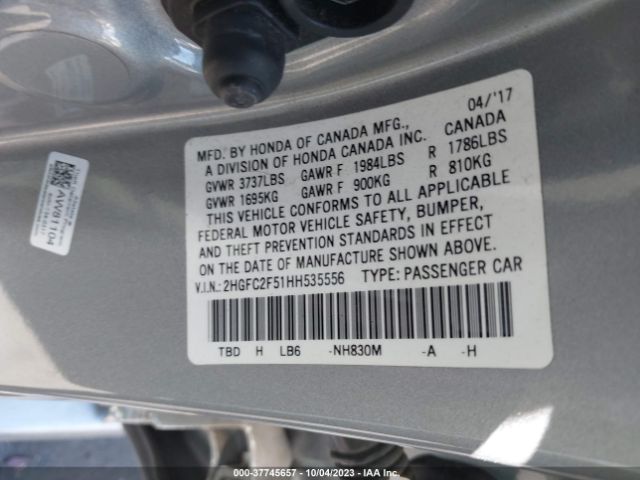 04/'17
MFD. BY HONDA OF CANADA MFG.,
A DIVISION OF HONDA CANADA INC. CANADA
GVWR 3737LBS GAWR F 1984LBS R 1786LBS
GVWR 1695KG GAWR F 900KG R 810KG
THIS VEHICLE CONFORMS TO ALL APPLICABLE
FEDERAL MOTOR VEHICLE SAFETY, BUMPER,
AND THEFT PREVENTION STANDARDS IN EFFECT
ON THE DATE OF MANUFACTURE SHOWN ABOVE.
V.I.N.: 2HGFC2F51HH535556 TYPE: PASSENGER CAR
TBD H LB6 -NH830M -A -H
AW81104
000-37745657 - 10/04/2023 - IAA Inc.